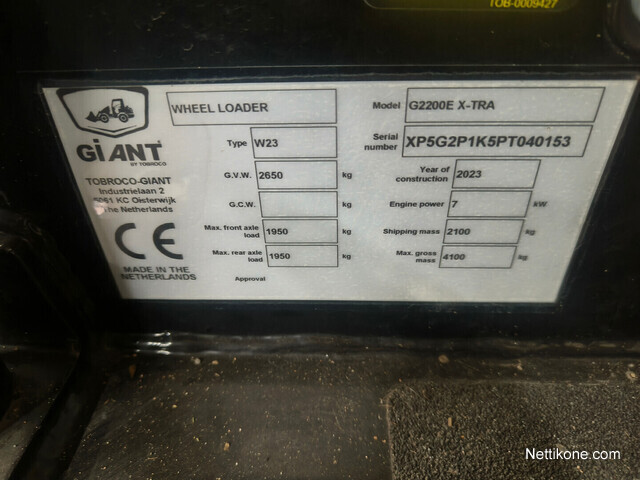 TOB-0009427
WHEEL LOADER
Model G2200E X-TRA
GiANT
BY TOBROCO
Type W23
Serial number XP5G2P1K5PT040153
TOBROCO-GIANT
Industrielaan 2
5061 KC Oisterwijk
The Netherlands
G.V.W. 2650 kg
Year of construction 2023
G.C.W. kg
Engine power 7 kW
CE
Max. front axle load 1950 kg
Shipping mass 2100 kg
Max. rear axle load 1950 kg
Max. gross mass 4100 kg
MADE IN THE
NETHERLANDS
Approval
Nettikone.com